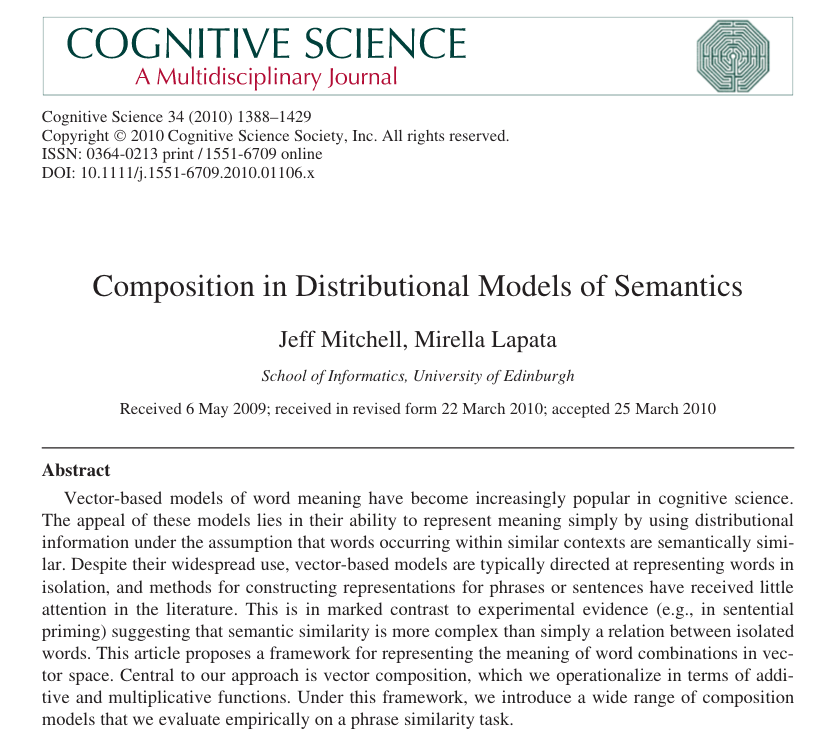 COGNITIVE SCIENCE
A Multidisciplinary Journal
Cognitive Science 34 (2010) 1388–1429
Copyright © 2010 Cognitive Science Society, Inc. All rights reserved.
ISSN: 0364-0213 print / 1551-6709 online
DOI: 10.1111/j.1551-6709.2010.01106.x
Composition in Distributional Models of Semantics
Jeff Mitchell, Mirella Lapata
School of Informatics, University of Edinburgh
Received 6 May 2009; received in revised form 22 March 2010; accepted 25 March 2010
Abstract
Vector-based models of word meaning have become increasingly popular in cognitive science.
The appeal of these models lies in their ability to represent meaning simply by using distributional
information under the assumption that words occurring within similar contexts are semantically simi-
lar. Despite their widespread use, vector-based models are typically directed at representing words in
isolation, and methods for constructing representations for phrases or sentences have received little
attention in the literature. This is in marked contrast to experimental evidence (e.g., in sentential
priming) suggesting that semantic similarity is more complex than simply a relation between isolated
words. This article proposes a framework for representing the meaning of word combinations in vec-
tor space. Central to our approach is vector composition, which we operationalize in terms of addi-
tive and multiplicative functions. Under this framework, we introduce a wide range of composition
models that we evaluate empirically on a phrase similarity task.